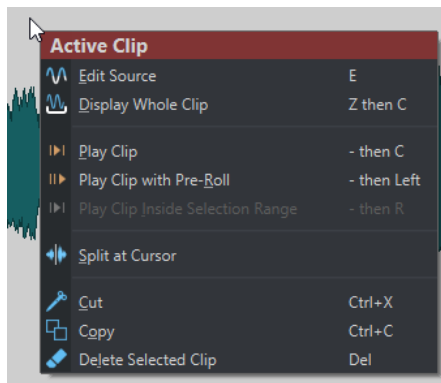 Active Clip
Edit Source E
Display Whole Clip Z then C
Play Clip - then C
Play Clip with Pre-Roll - then Left
Play Clip Inside Selection Range - then R
Split at Cursor
Cut Ctrl+X
Copy Ctrl+C
Delete Selected Clip Del